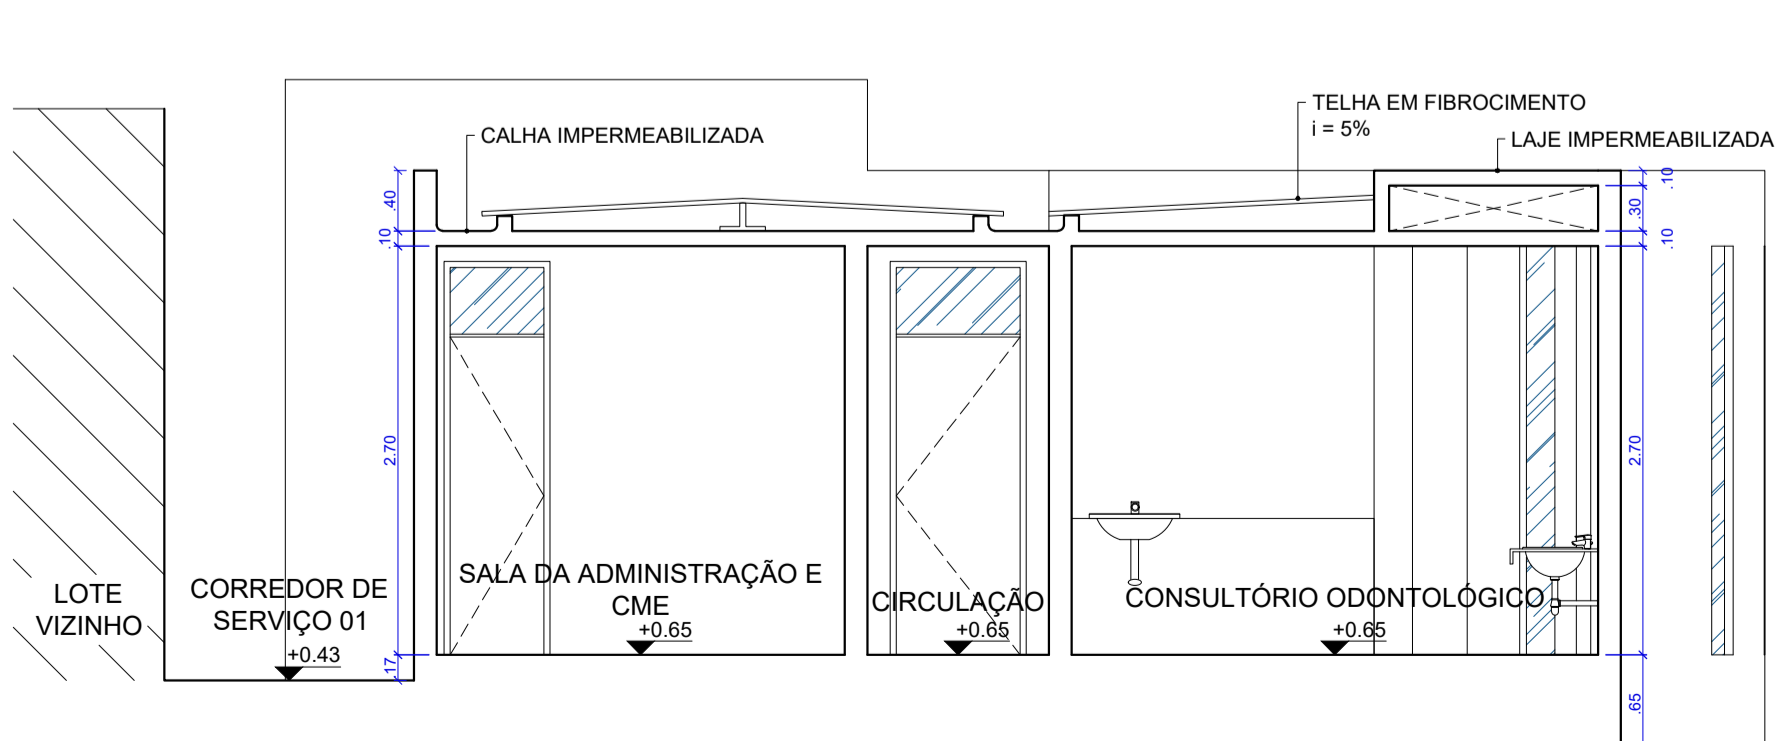 TELHA EM FIBROCIMENTO
i = 5%
CALHA IMPERMEABILIZADA
LAJE IMPERMEABILIZADA
.40
.10
2.70
.17
.10
.30
.10
2.70
.65
LOTE
VIZINHO
CORREDOR DE
SERVIÇO 01
+0.43
SALA DA ADMINISTRAÇÃO E
CME
+0.65
CIRCULAÇÃO
+0.65
CONSULTÓRIO ODONTOLÓGICO
+0.65